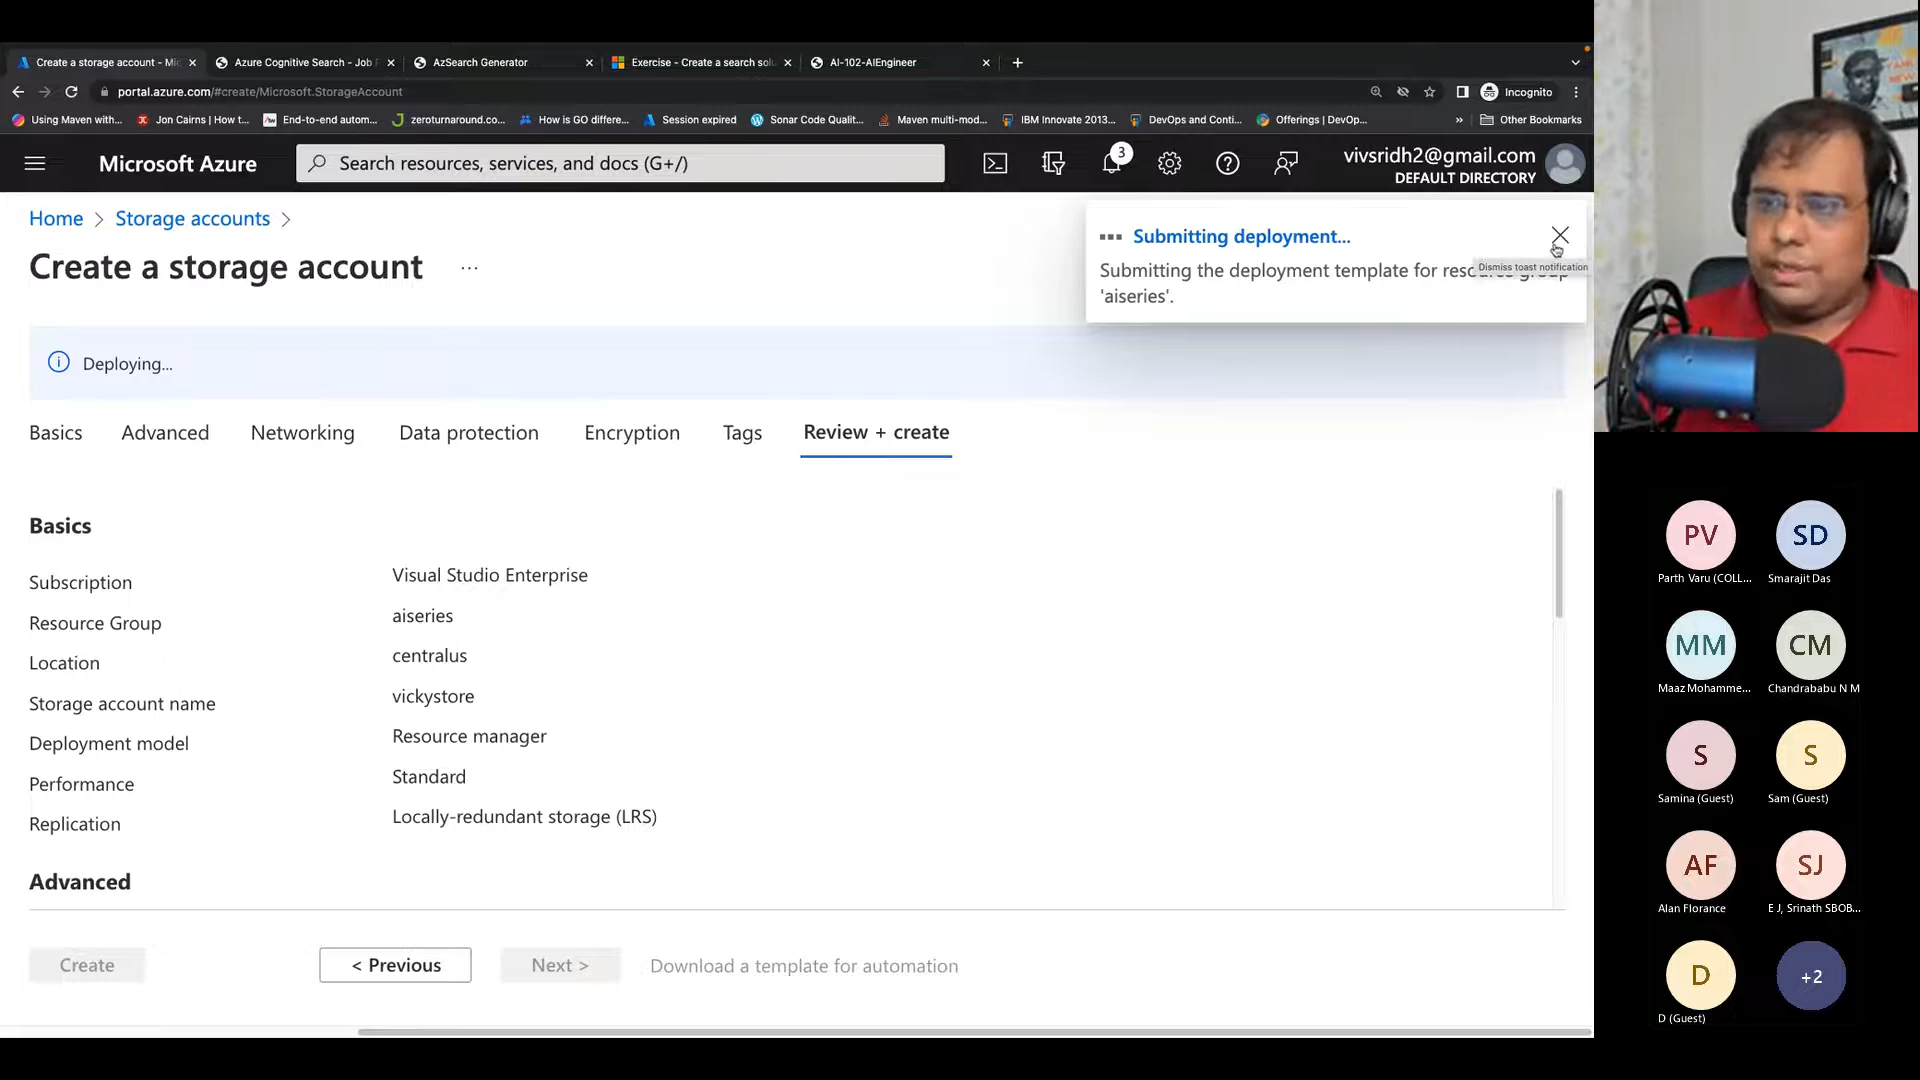 Create a storage account - Mic
Azure Cognitive Search - Job F
AzSearch Generator
Exercise - Create a search solu
AI-102-AIEngineer
portal.azure.com/#create/Microsoft.StorageAccount
Incognito
Using Maven with...
Jon Cairns | How t...
End-to-end autom...
zeroturnaround.co...
How is GO differe...
Session expired
Sonar Code Qualit...
Maven multi-mod...
IBM Innovate 2013...
DevOps and Conti...
Offerings | DevOp...
Other Bookmarks
Microsoft Azure
Search resources, services, and docs (G+/)
3
vivsridh2@gmail.com
DEFAULT DIRECTORY
Home > Storage accounts >
Create a storage account ...
Submitting deployment...
Submitting the deployment template for resource group
'aiseries'.
Dismiss toast notification
Deploying...
Basics
Advanced
Networking
Data protection
Encryption
Tags
Review + create
Basics
Subscription
Visual Studio Enterprise
Resource Group
aiseries
Location
centralus
Storage account name
vickystore
Deployment model
Resource manager
Performance
Standard
Replication
Locally-redundant storage (LRS)
Advanced
Create
< Previous
Next >
Download a template for automation
PV
Parth Varu (COLL...
SD
Smarajit Das
MM
Maaz Mohamme...
CM
Chandrababu N M
S
Samina (Guest)
S
Sam (Guest)
AF
Alan Florance
SJ
E J, Srinath SBOB...
D
D (Guest)
+2